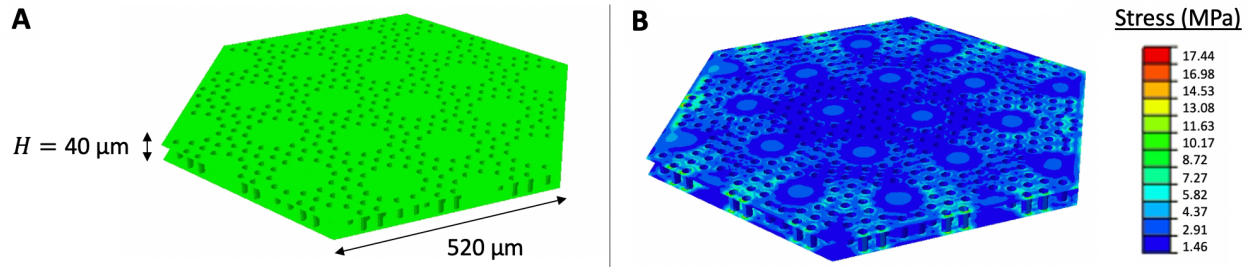 A
H = 40 μm
520 μm
B
Stress (MPa)
17.44
16.98
14.53
13.08
11.63
10.17
8.72
7.27
5.82
4.37
2.91
1.46